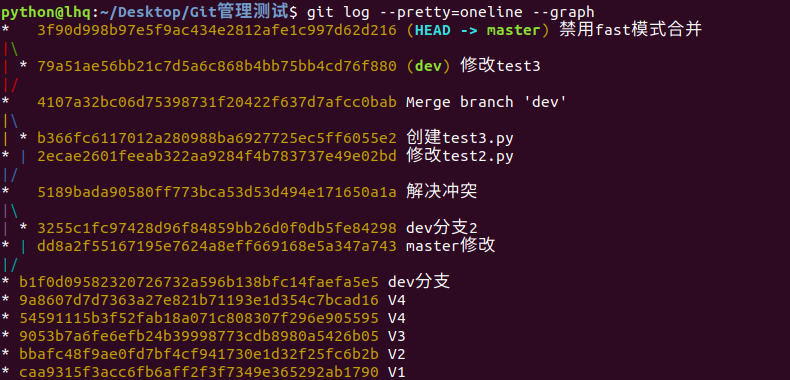 python@lhq:~/Desktop/Git管理测试$ git log --pretty=oneline --graph
*   3f90d998b97e5f9ac434e2812afe1c997d62d216 (HEAD -> master) 禁用fast模式合并
|\
| * 79a51ae56bb21c7d5a6c868b4bb75bb4cd76f880 (dev) 修改test3
|/
*   4107a32bc06d75398731f20422f637d7afcc0bab Merge branch 'dev'
|\
| * b366fc6117012a280988ba6927725ec5ff6055e2 创建test3.py
* | 2ecae2601feeab322aa9284f4b783737e49e02bd 修改test2.py
|/
*   5189bada90580ff773bca53d53d494e171650a1a 解决冲突
|\
| * 3255c1fc97428d96f84859bb26d0f0db5fe84298 dev分支2
* | dd8a2f55167195e7624a8eff669168e5a347a743 master修改
|/
* b1f0d09582320726732a596b138bfc14faefa5e5 dev分支
* 9a8607d7d7363a27e821b71193e1d354c7bcad16 V4
* 54591115b3f52fab18a071c808307f296e905595 V4
* 9053b7a6fe6efb24b39998773cdb8980a5426b05 V3
* bbafc48f9ae0fd7bf4cf941730e1d32f25fc6b2b V2
* caa9315f3acc6fb6aff2f3f7349e365292ab1790 V1